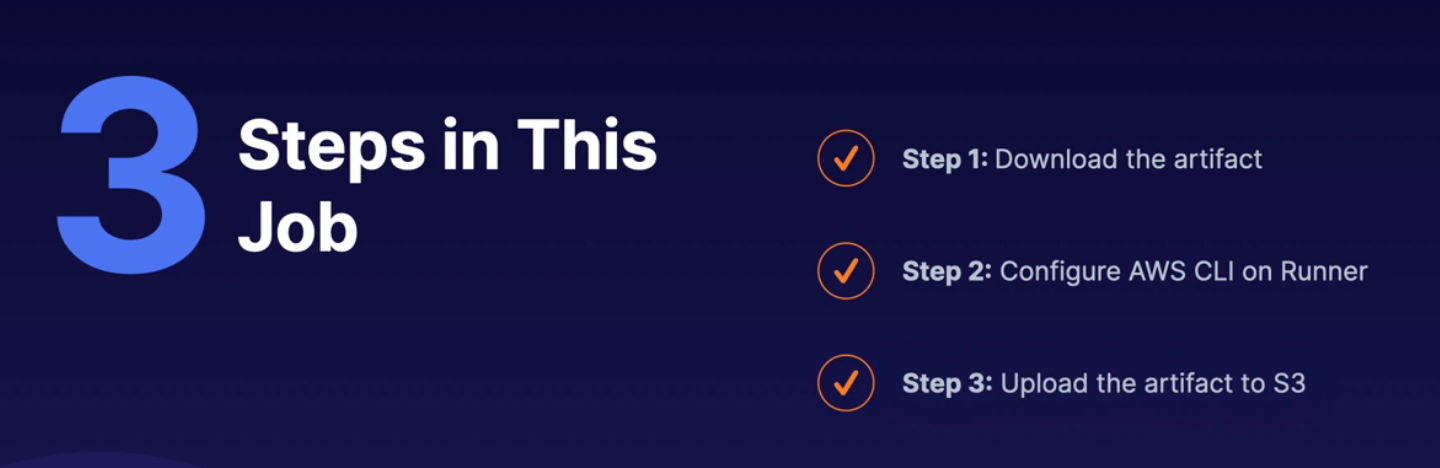 3
Steps in This
Job
Step 1: Download the artifact
Step 2: Configure AWS CLI on Runner
Step 3: Upload the artifact to S3